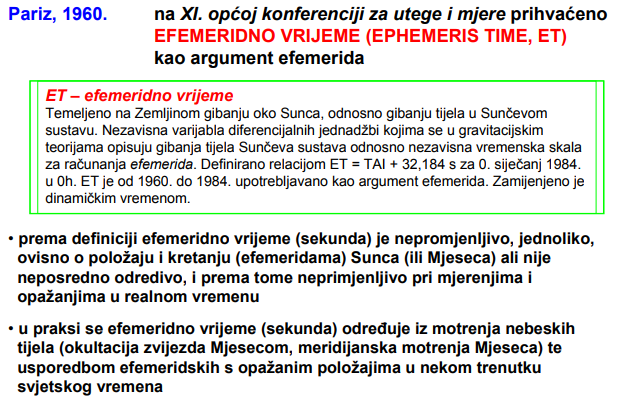 Pariz, 1960. na XI. općoj konferenciji za utege i mjere prihvaćeno
EFEMERIDNO VRIJEME (EPHEMERIS TIME, ET)
kao argument efemerida
ET – efemeridno vrijeme
Temeljeno na Zemljinom gibanju oko Sunca, odnosno gibanju tijela u Sunčevom
sustavu. Nezavisna varijabla diferencijalnih jednadžbi kojima se u gravitacijskim
teorijama opisuju gibanja tijela Sunčeva sustava odnosno nezavisna vremenska skala
za računanja efemerida. Definirano relacijom ET = TAI + 32,184 s za 0. siječanj 1984.
u 0h. ET je od 1960. do 1984. upotrebljavano kao argument efemerida. Zamijenjeno je
dinamičkim vremenom.
• prema definiciji efemeridno vrijeme (sekunda) je nepromjenljivo, jednoliko,
ovisno o položaju i kretanju (efemeridama) Sunca (ili Mjeseca) ali nije
neposredno odredivo, i prema tome neprimjenljivo pri mjerenjima i
opažanjima u realnom vremenu
• u praksi se efemeridno vrijeme (sekunda) određuje iz motrenja nebeskih
tijela (okultacija zvijezda Mjesecom, meridijanska motrenja Mjeseca) te
usporedbom efemeridskih s opažanim položajima u nekom trenutku
svjetskog vremena